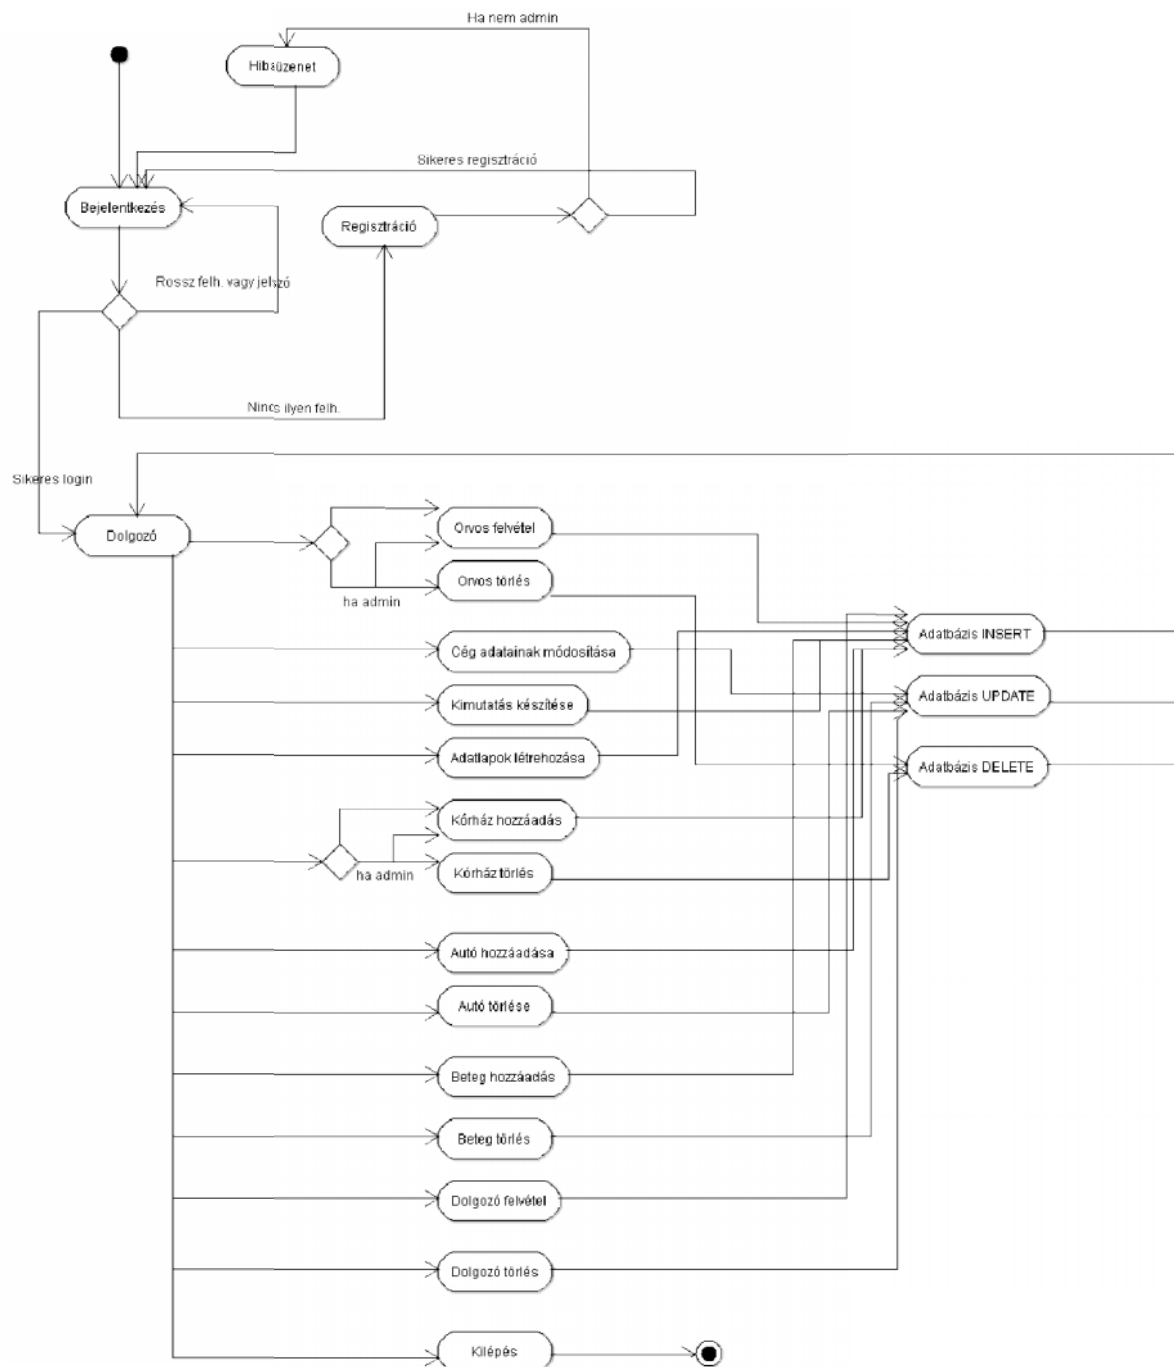 Ha nem admin
Hibaüzenet
Sikeres regisztráció
Bejelentkezés
Regisztráció
Rossz felh. vagy jelszó
Nincs ilyen felh.
Sikeres login
Dolgozó
Orvos felvétel
Orvos törlés
ha admin
Adatbázis INSERT
Cég adatainak módosítása
Adatbázis UPDATE
Kimutatás készítése
Adatlapok létrehozása
Adatbázis DELETE
Kórház hozzáadás
Kórház törlés
ha admin
Autó hozzáadása
Autó törlése
Beteg hozzáadás
Beteg törlés
Dolgozó felvétel
Dolgozó törlés
Kilépés